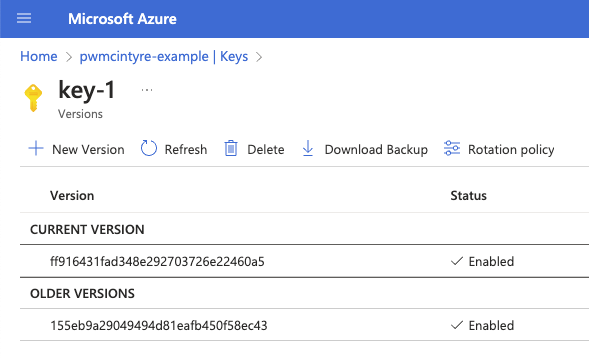 Microsoft Azure
Home > pwmcintyre-example | Keys >
key-1 ...
Versions
New Version Refresh Delete Download Backup Rotation policy
Version Status
CURRENT VERSION
ff916431fad348e292703726e22460a5 Enabled
OLDER VERSIONS
155eb9a29049494d81eafb450f58ec43 Enabled